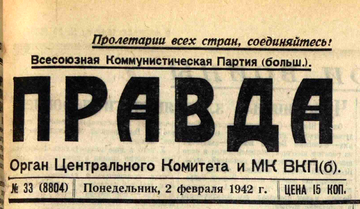 Пролетарии всех стран, соединяйтесь!
Всесоюзная Коммунистическая Партия (больш.).
ПРАВДА
Орган Центрального Комитета и МК ВКП(б).
№ 33 (8804) Понедельник, 2 февраля 1942 г. ЦЕНА 15 КОП.